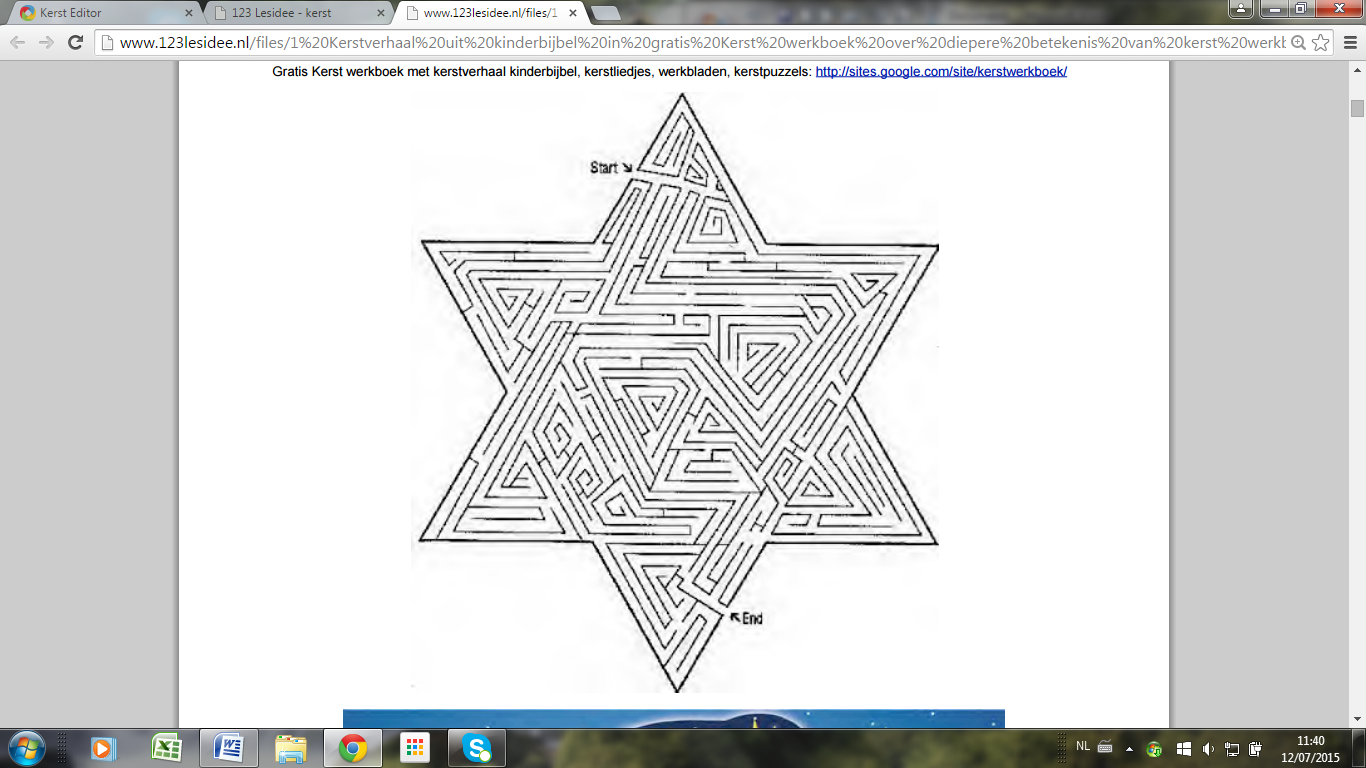 Kerst Editor
123 Lesidee - kerst
www.123lesidee.nl/files/1
www.123lesidee.nl/files/1%20Kerstverhaal%20uit%20kinderbijbel%20in%20gratis%20Kerst%20werkboek%20over%20diepere%20betekenis%20van%20kerst%20werkb
Gratis Kerst werkboek met kerstverhaal kinderbijbel, kerstliedjes, werkbladen, kerstpuzzels: http://sites.google.com/site/kerstwerkboek/
Start
End
NL
11:40
12/07/2015